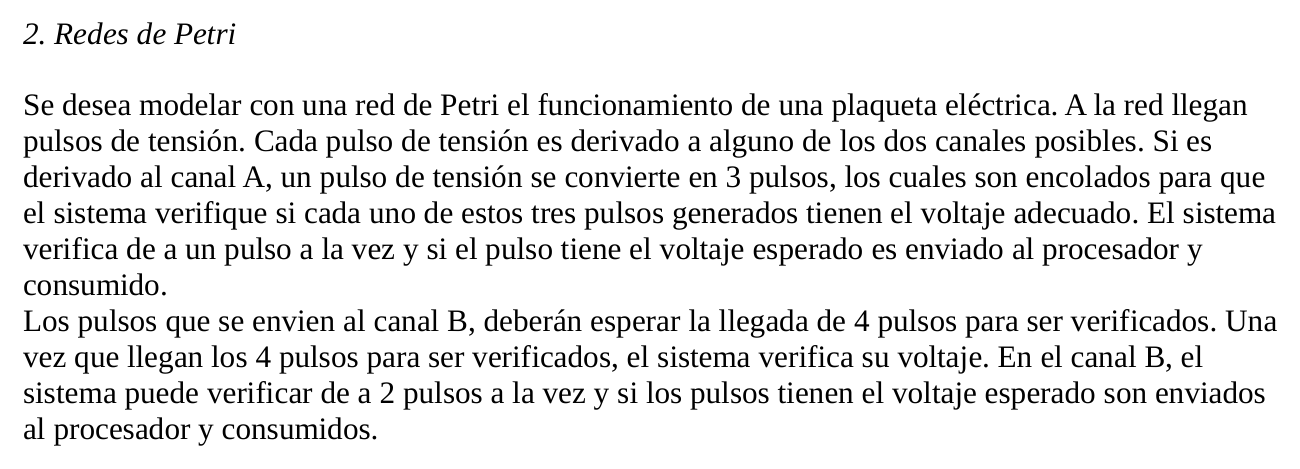 2. Redes de Petri
Se desea modelar con una red de Petri el funcionamiento de una plaqueta eléctrica. A la red llegan
pulsos de tensión. Cada pulso de tensión es derivado a alguno de los dos canales posibles. Si es
derivado al canal A, un pulso de tensión se convierte en 3 pulsos, los cuales son encolados para que
el sistema verifique si cada uno de estos tres pulsos generados tienen el voltaje adecuado. El sistema
verifica de a un pulso a la vez y si el pulso tiene el voltaje esperado es enviado al procesador y
consumido.
Los pulsos que se envien al canal B, deberán esperar la llegada de 4 pulsos para ser verificados. Una
vez que llegan los 4 pulsos para ser verificados, el sistema verifica su voltaje. En el canal B, el
sistema puede verificar de a 2 pulsos a la vez y si los pulsos tienen el voltaje esperado son enviados
al procesador y consumidos.